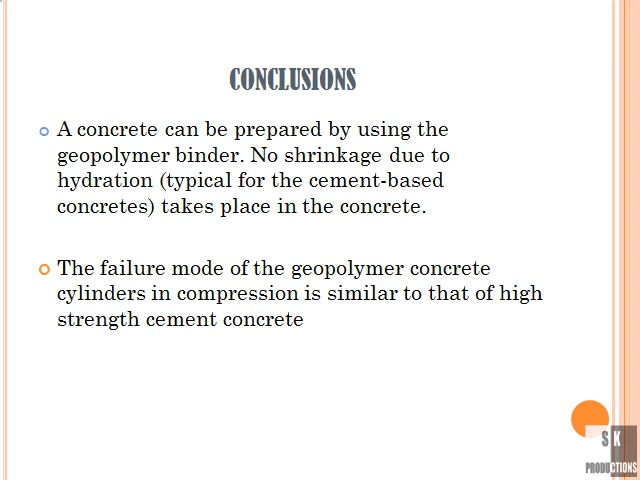 CONCLUSIONS
A concrete can be prepared by using the
geopolymer binder. No shrinkage due to
hydration (typical for the cement-based
concretes) takes place in the concrete.
The failure mode of the geopolymer concrete
cylinders in compression is similar to that of high
strength cement concrete
S K
PRODUCTIONS